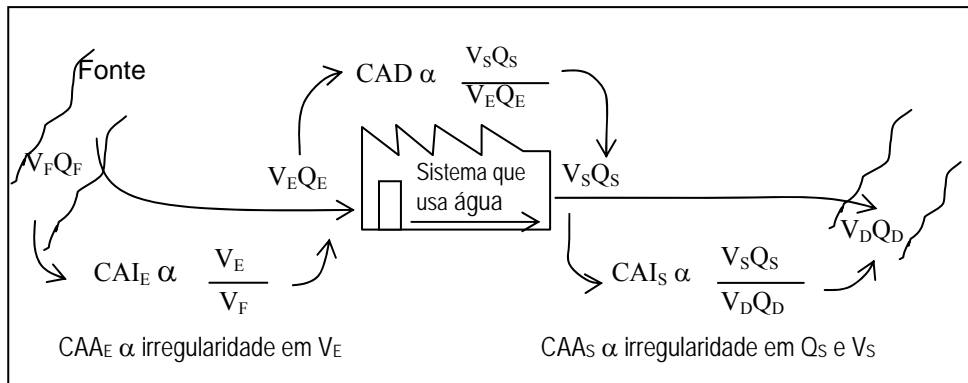 Fonte
V_FQ_F
CAD α V_SQ_S
V_EQ_E
V_EQ_E
Sistema que
usa água
V_SQ_S
V_DQ_D
CAI_E α V_E
V_F
CAI_S α V_SQ_S
V_DQ_D
CAA_E α irregularidade em V_E
CAA_S α irregularidade em Q_S e V_S